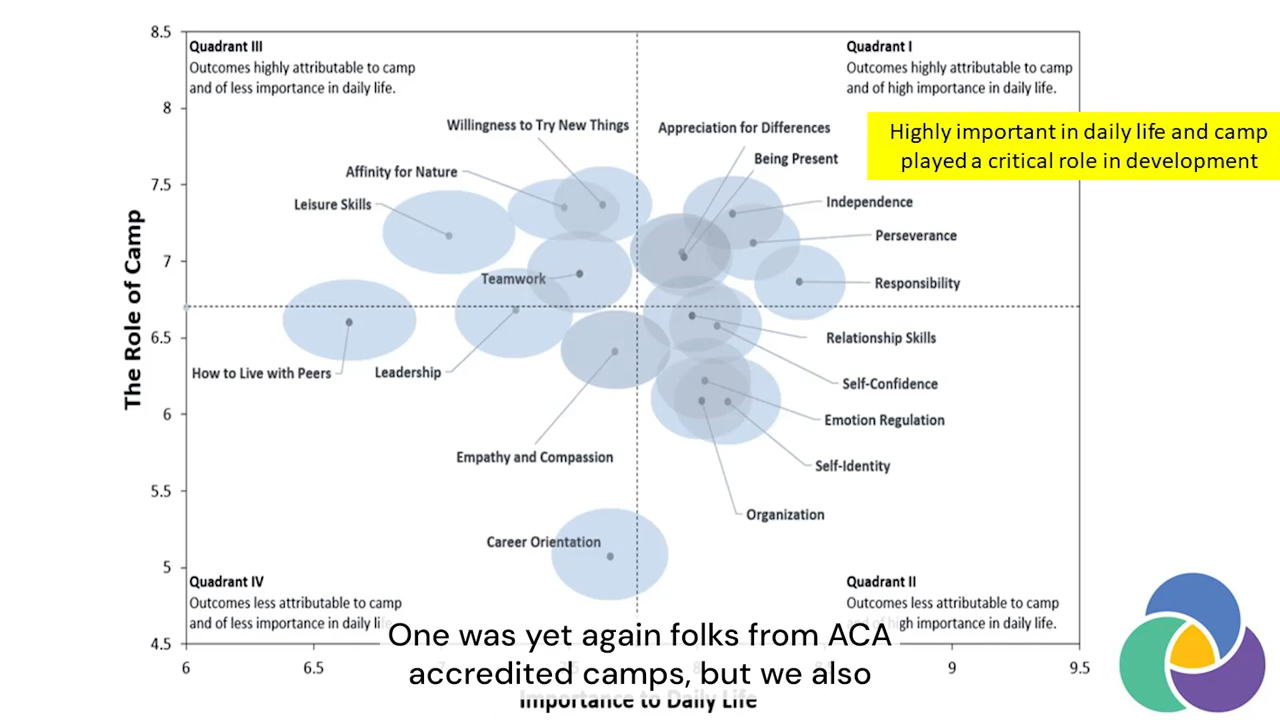 8.5
Quadrant III
Outcomes highly attributable to camp
and of less importance in daily life.
Quadrant I
Outcomes highly attributable to camp
and of high importance in daily life.
8
Highly important in daily life and camp
played a critical role in development
Willingness to Try New Things
Appreciation for Differences
Being Present
Affinity for Nature
7.5
Leisure Skills
Independence
Perseverance
7
Teamwork
Responsibility
The Role of Camp
6.5
Relationship Skills
How to Live with Peers
Leadership
Self-Confidence
6
Emotion Regulation
Empathy and Compassion
Self-Identity
5.5
Organization
Career Orientation
5
Quadrant IV
Outcomes less attributable to camp
and of less importance in daily life.
Quadrant II
Outcomes less attributable to camp
and of high importance in daily life.
4.5
One was yet again folks from ACA
accredited camps, but we also
6
6.5
9
9.5
Importance to Daily Life